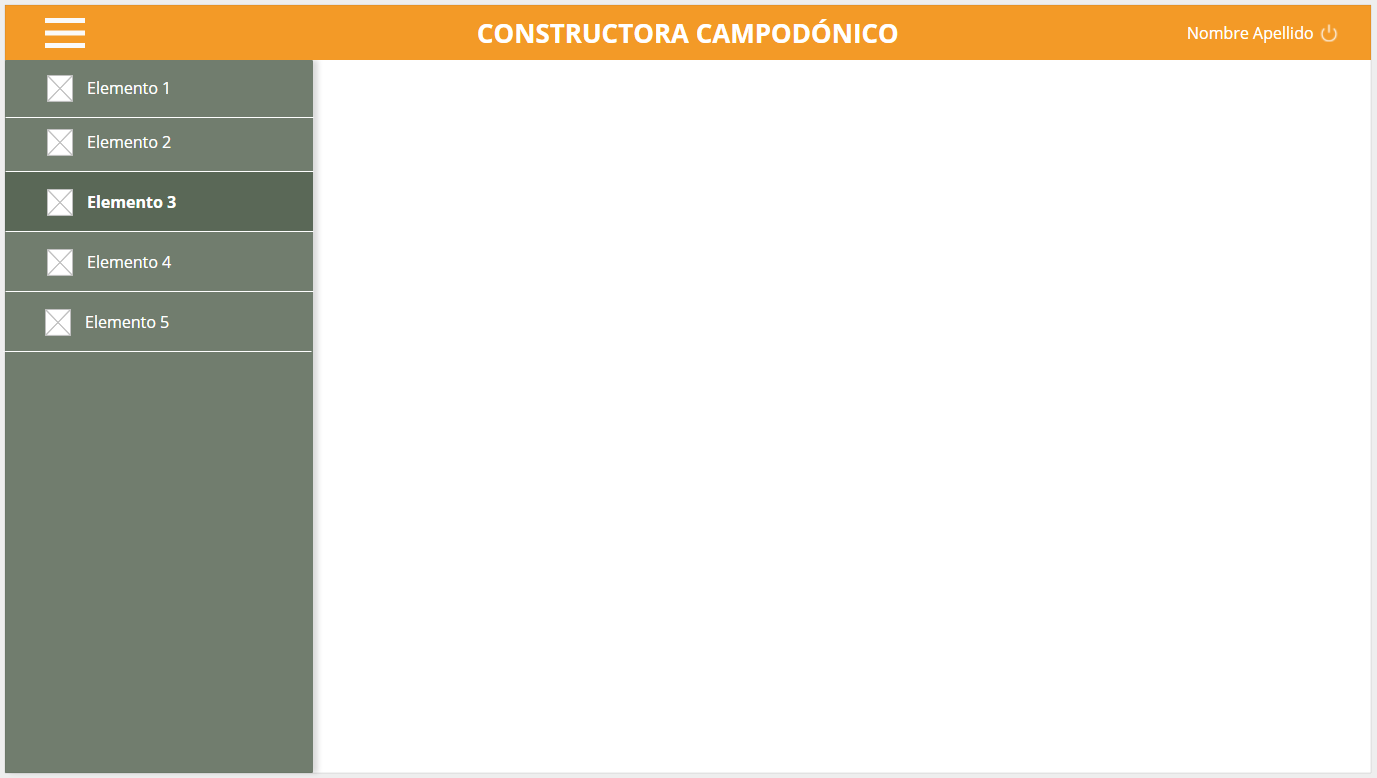 CONSTRUCTORA CAMPODÓNICO
Nombre Apellido
Elemento 1
Elemento 2
Elemento 3
Elemento 4
Elemento 5